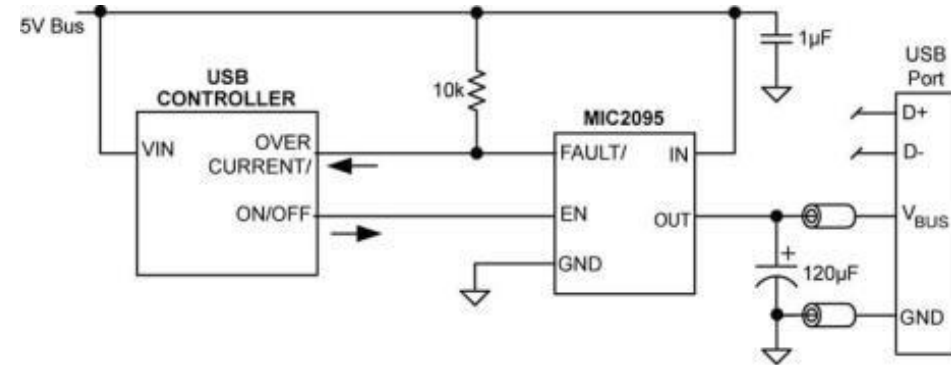 5V Bus
1µF
USB
Port
USB
CONTROLLER
10k
MIC2095
D+
VIN
OVER
CURRENT/
FAULT/
IN
D-
ON/OFF
EN
OUT
VBUS
GND
+
120µF
GND